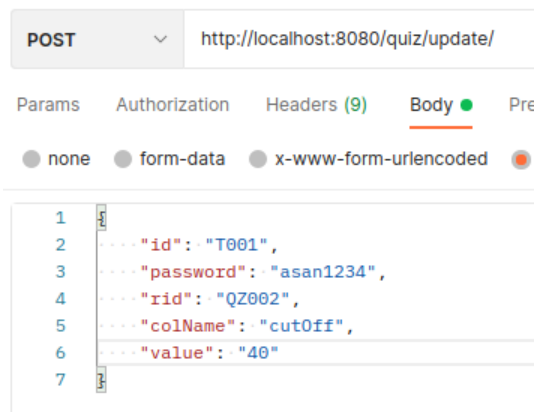 POST http://localhost:8080/quiz/update/
Params Authorization Headers (9) Body Pre
none form-data x-www-form-urlencoded
1 {
2 "id": "T001",
3 "password": "asan1234",
4 "rid": "QZ002",
5 "colName": "cutOff",
6 "value": "40"
7 }